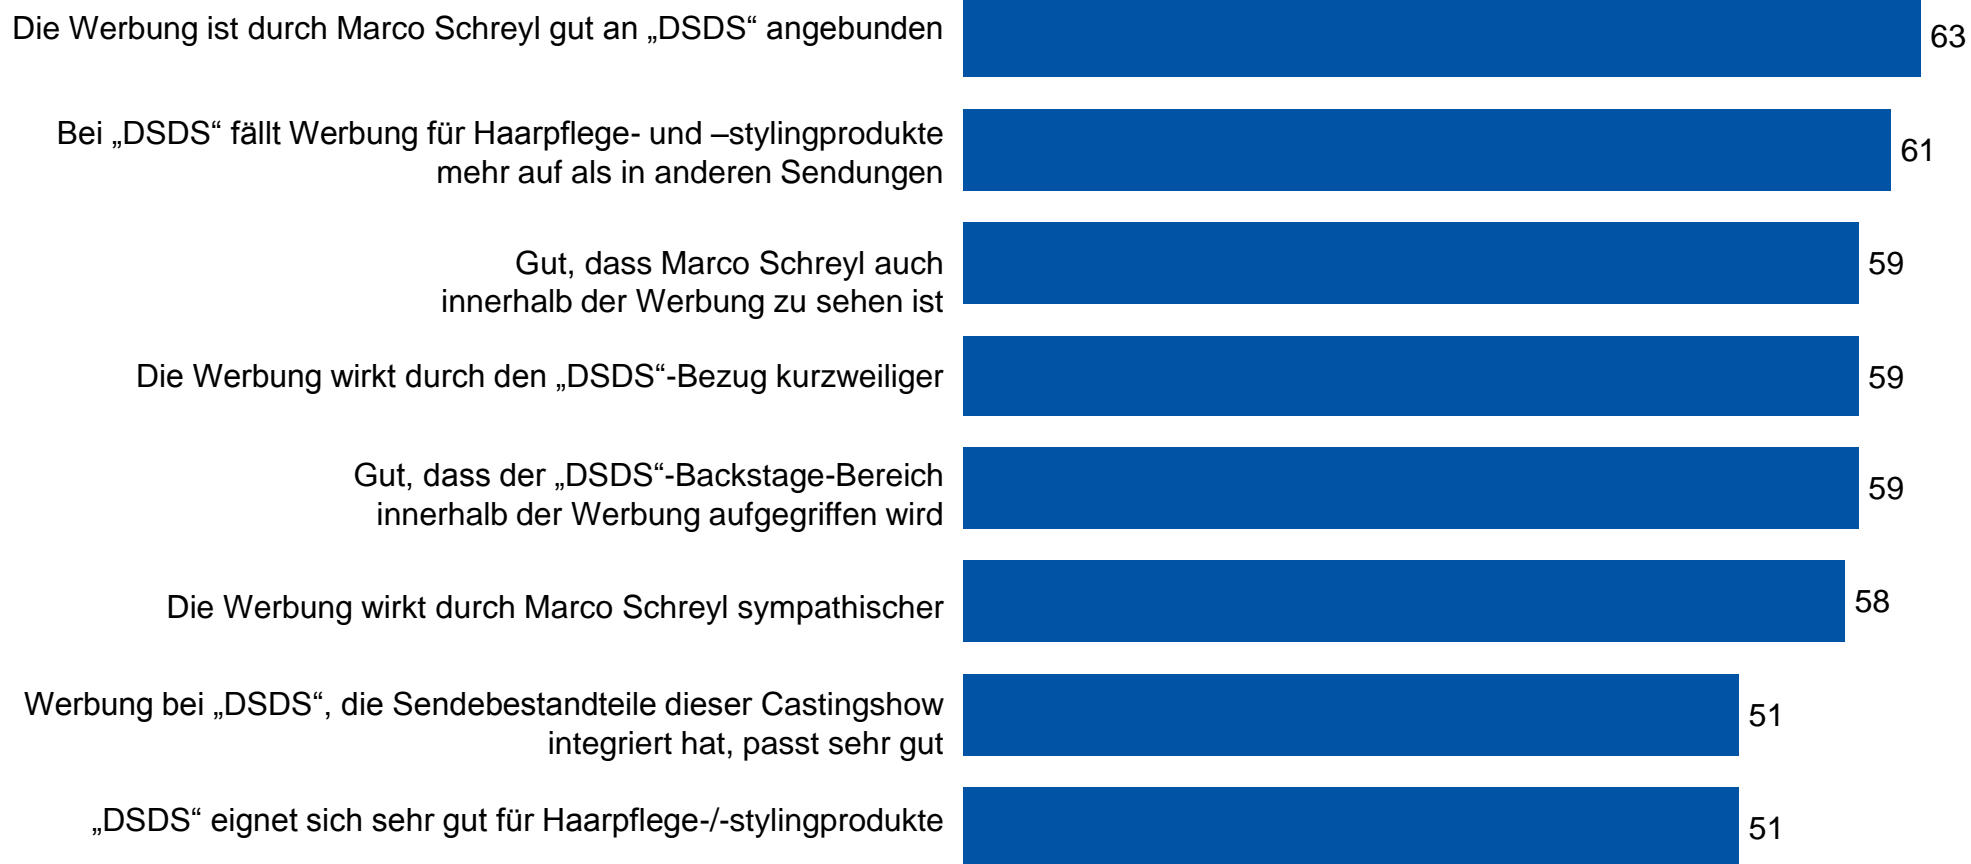 Die Werbung ist durch Marco Schreyl gut an „DSDS“ angebunden
63
Bei „DSDS“ fällt Werbung für Haarpflege- und –stylingprodukte
mehr auf als in anderen Sendungen
61
Gut, dass Marco Schreyl auch
innerhalb der Werbung zu sehen ist
59
Die Werbung wirkt durch den „DSDS“-Bezug kurzweiliger
59
Gut, dass der „DSDS“-Backstage-Bereich
innerhalb der Werbung aufgegriffen wird
59
Die Werbung wirkt durch Marco Schreyl sympathischer
58
Werbung bei „DSDS“, die Sendebestandteile dieser Castingshow
integriert hat, passt sehr gut
51
„DSDS“ eignet sich sehr gut für Haarpflege-/-stylingprodukte
51